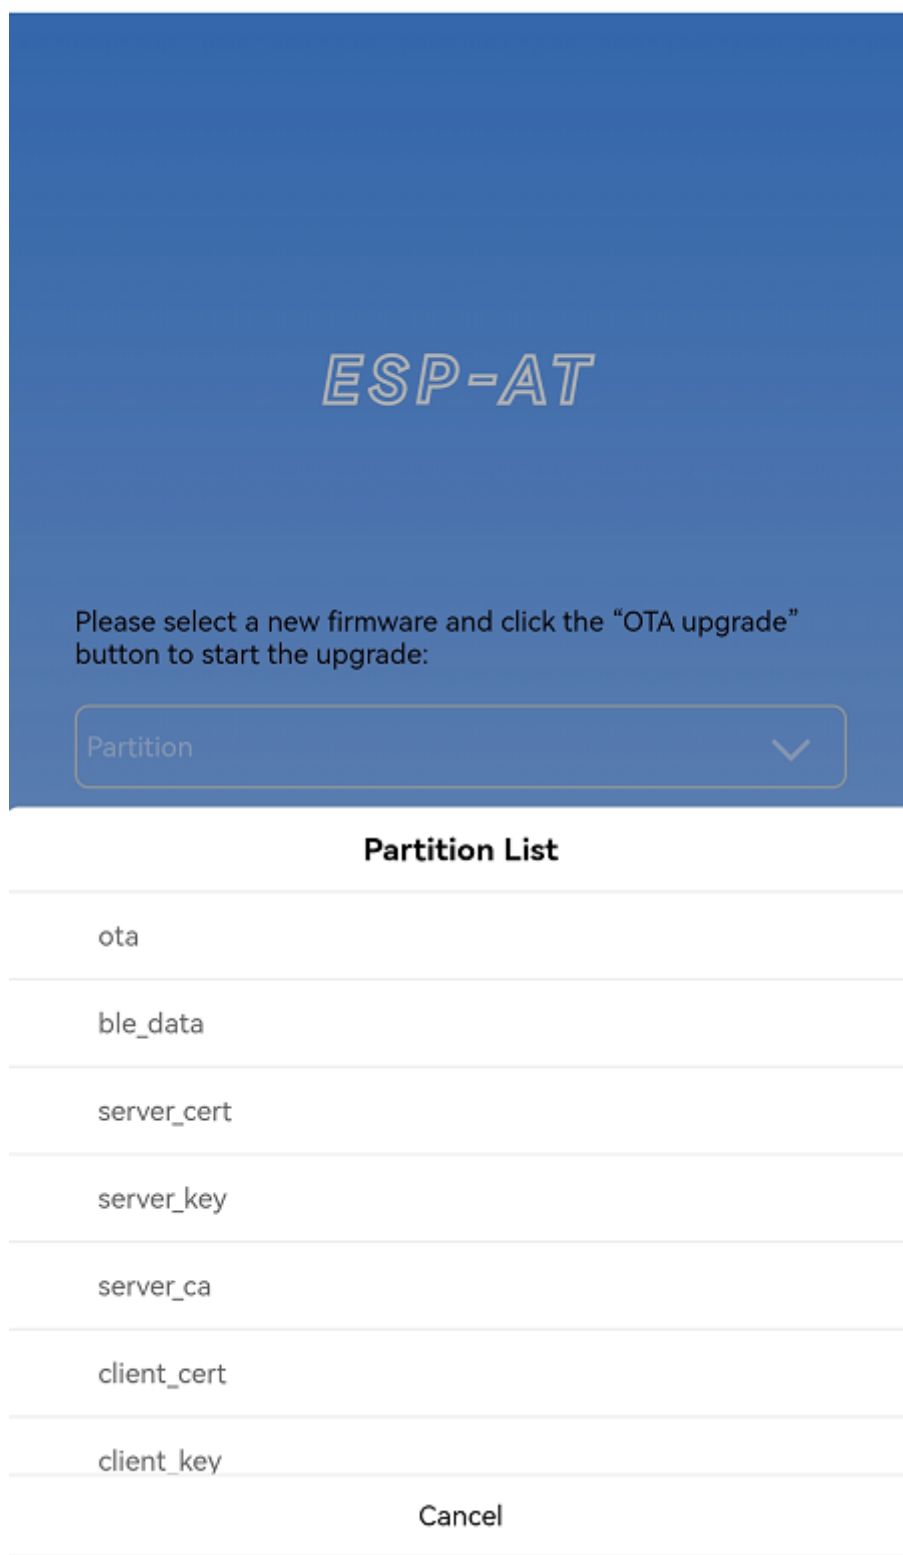 ESP-AT
Please select a new firmware and click the “OTA upgrade”
button to start the upgrade:
Partition
Partition List
ota
ble_data
server_cert
server_key
server_ca
client_cert
client_key
Cancel